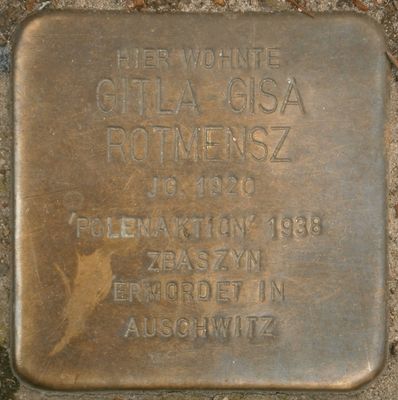 HIER WOHNTE
GITLA-GISA
ROTMENSZ
JG. 1920
'POLENAKTION' 1938
ZBASZYN
ERMORDET IN
AUSCHWITZ